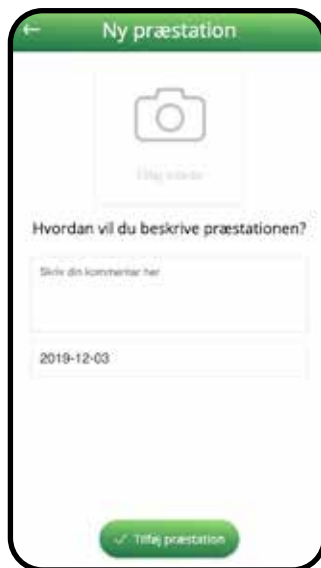 Ny præstation
Tilføj billede
Hvordan vil du beskrive præstationen?
Skriv din kommentar her
2019-12-03
Tilføj præstation